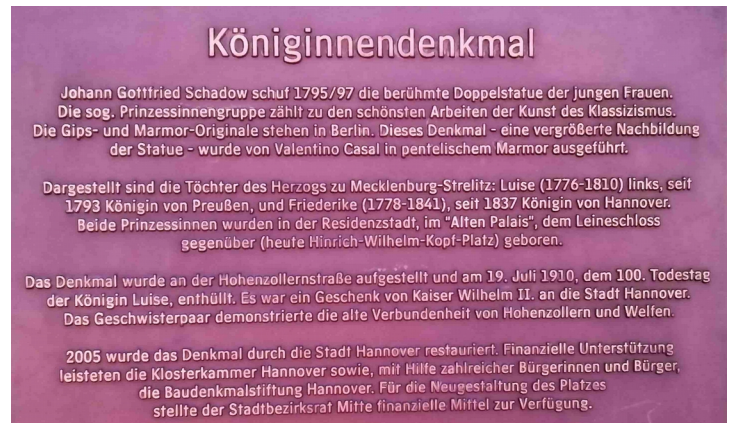 Königinnendenkmal
Johann Gottfried Schadow schuf 1795/97 die berühmte Doppelstatue der jungen Frauen.
Die sog. Prinzessinnengruppe zählt zu den schönsten Arbeiten der Kunst des Klassizismus.
Die Gips- und Marmor-Originale stehen in Berlin. Dieses Denkmal - eine vergrößerte Nachbildung
der Statue - wurde von Valentino Casal in pentelischem Marmor ausgeführt.
Dargestellt sind die Töchter des Herzogs zu Mecklenburg-Strelitz: Luise (1776-1810) links, seit
1793 Königin von Preußen, und Friederike (1778-1841), seit 1837 Königin von Hannover.
Beide Prinzessinnen wurden in der Residenzstadt, im "Alten Palais", dem Leineschloss
gegenüber (heute Hinrich-Wilhelm-Kopf-Platz) geboren.
Das Denkmal wurde an der Hohenzollernstraße aufgestellt und am 19. Juli 1910, dem 100. Todestag
der Königin Luise, enthüllt. Es war ein Geschenk von Kaiser Wilhelm II. an die Stadt Hannover.
Das Geschwisterpaar demonstrierte die alte Verbundenheit von Hohenzollern und Welfen.
2005 wurde das Denkmal durch die Stadt Hannover restauriert. Finanzielle Unterstützung
leisteten die Klosterkammer Hannover sowie, mit Hilfe zahlreicher Bürgerinnen und Bürger,
die Baudenkmalstiftung Hannover. Für die Neugestaltung des Platzes
stellte der Stadtbezirksrat Mitte finanzielle Mittel zur Verfügung.